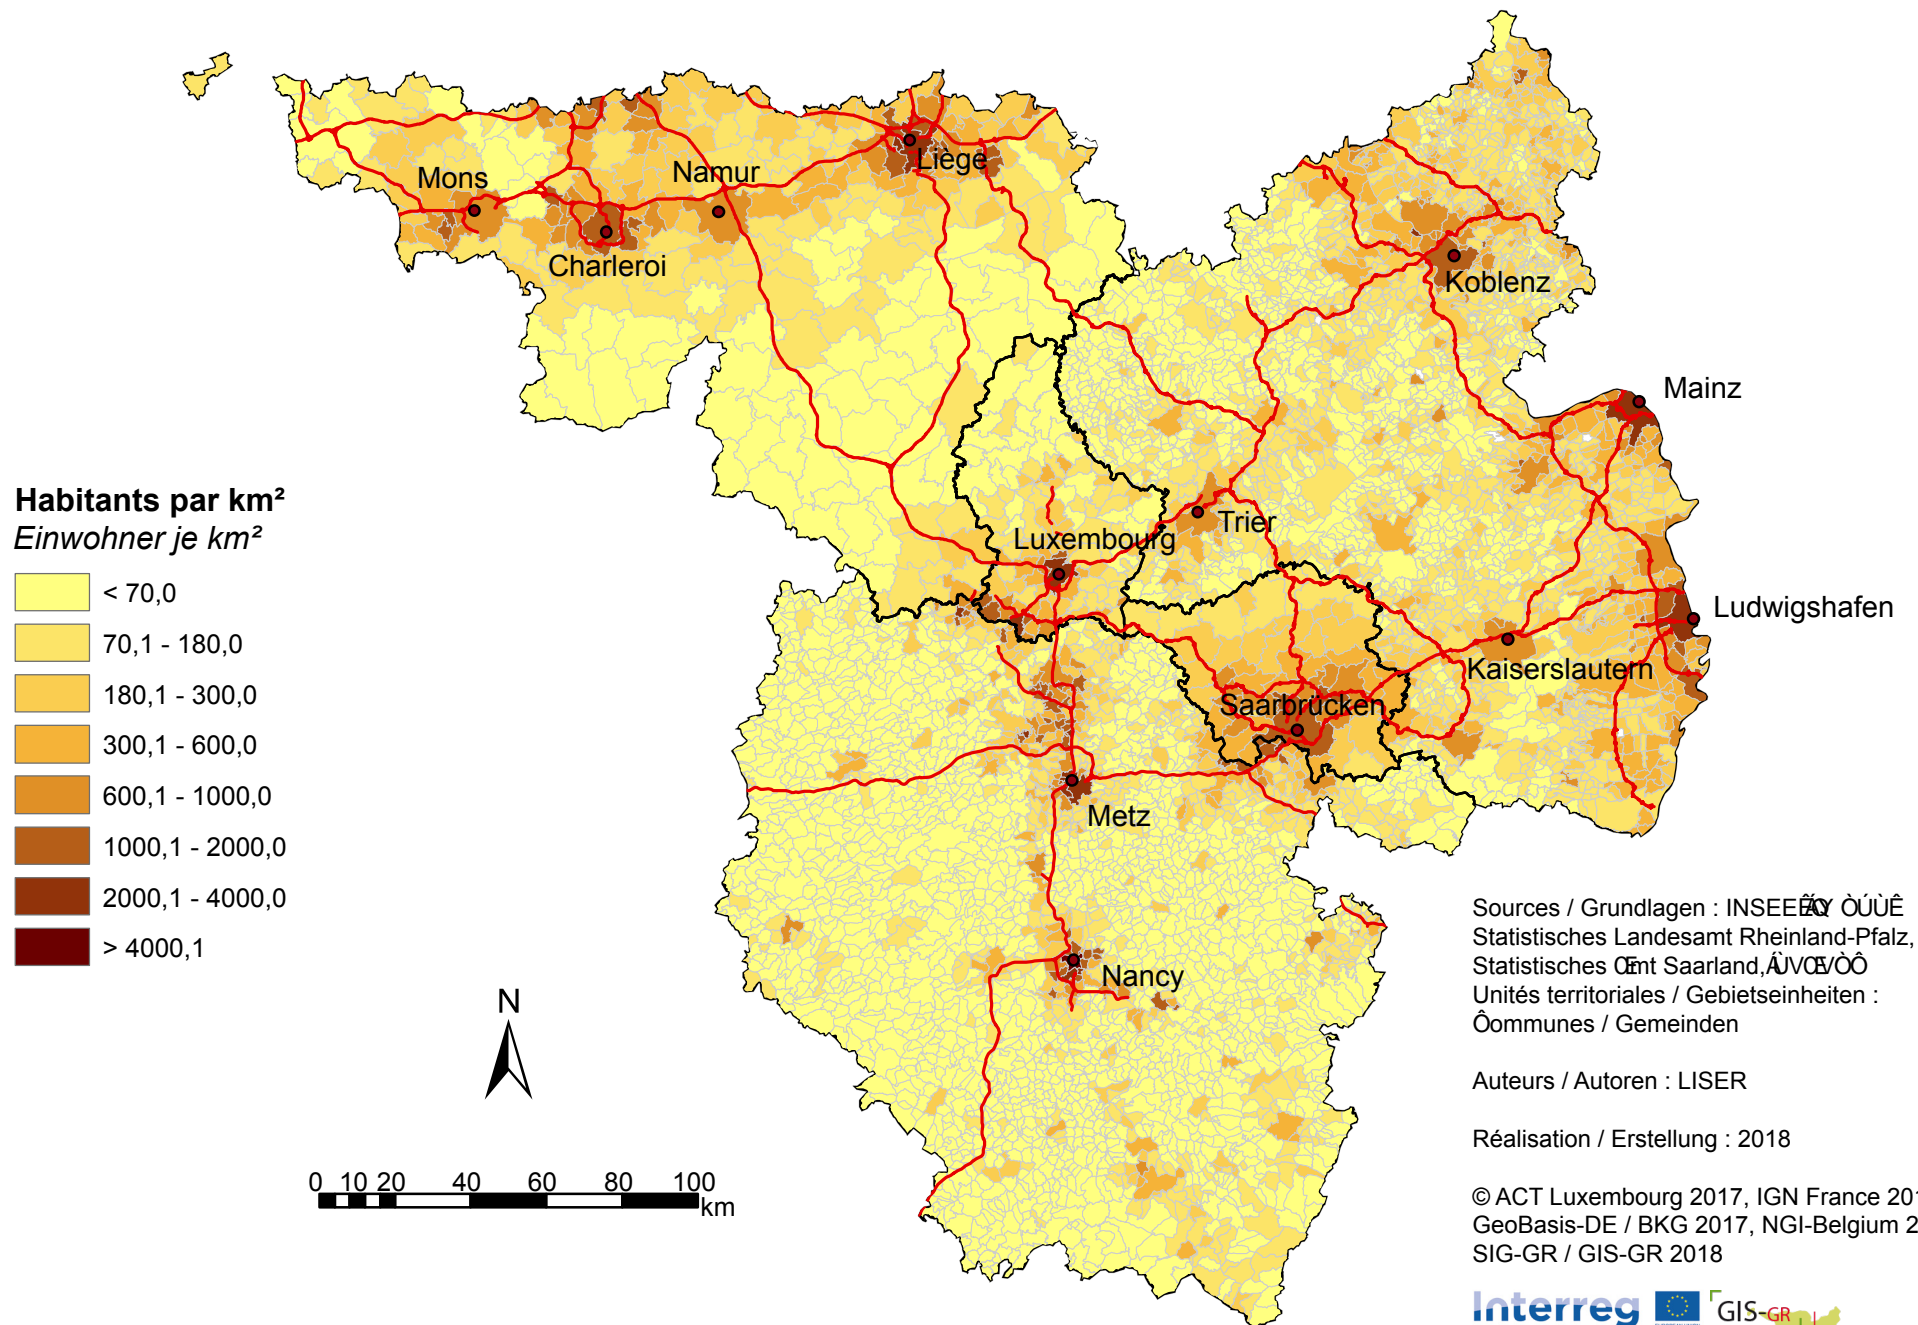 Habitants par km²
Einwohner je km²
< 70,0
70,1 - 180,0
180,1 - 300,0
300,1 - 600,0
600,1 - 1000,0
1000,1 - 2000,0
2000,1 - 4000,0
> 4000,1
Mons
Namur
Liège
Charleroi
Koblenz
Mainz
Trier
Luxembourg
Ludwigshafen
Kaiserslautern
Saarbrücken
Metz
Nancy
N
0 10 20 40 60 80 100
km
Sources / Grundlagen : ÒÚÙÊ
Statistisches Landesamt Rheinland-Pfalz,
Statistisches Saarland,
Unités territoriales / Gebietseinheiten :
Ôommunes / Gemeinden
Auteurs / Autoren : LISER
Réalisation / Erstellung : 2018
© ACT Luxembourg 2017, IGN France
GeoBasis-DE / BKG 2017, NGI-Belgium
SIG-GR / GIS-GR 2018
Interreg GIS-GR